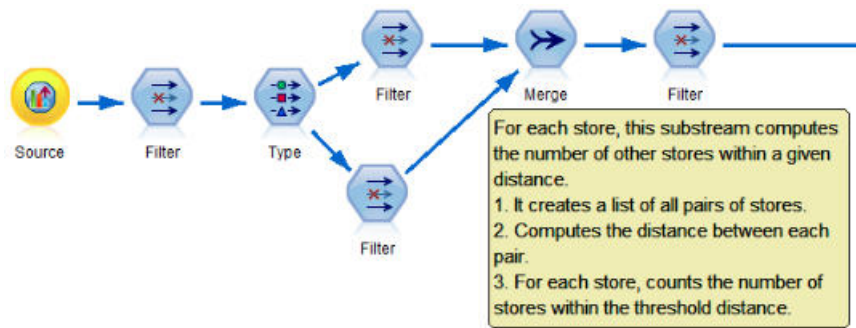 Filter
Merge
Filter
Source
Filter
Type
Filter
For each store, this substream computes
the number of other stores within a given
distance.
1. It creates a list of all pairs of stores.
2. Computes the distance between each
pair.
3. For each store, counts the number of
stores within the threshold distance.